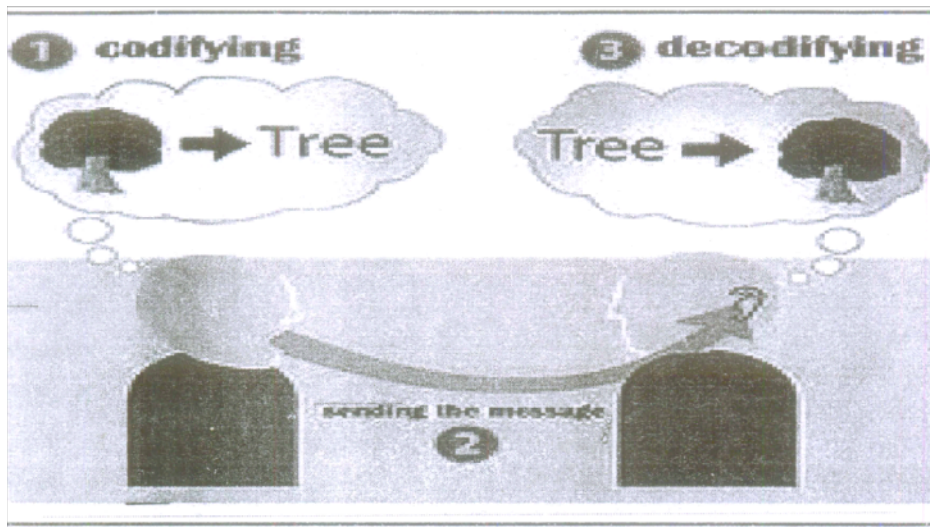 1 codifying
3 decodifying
Tree
Tree
sending the message
2